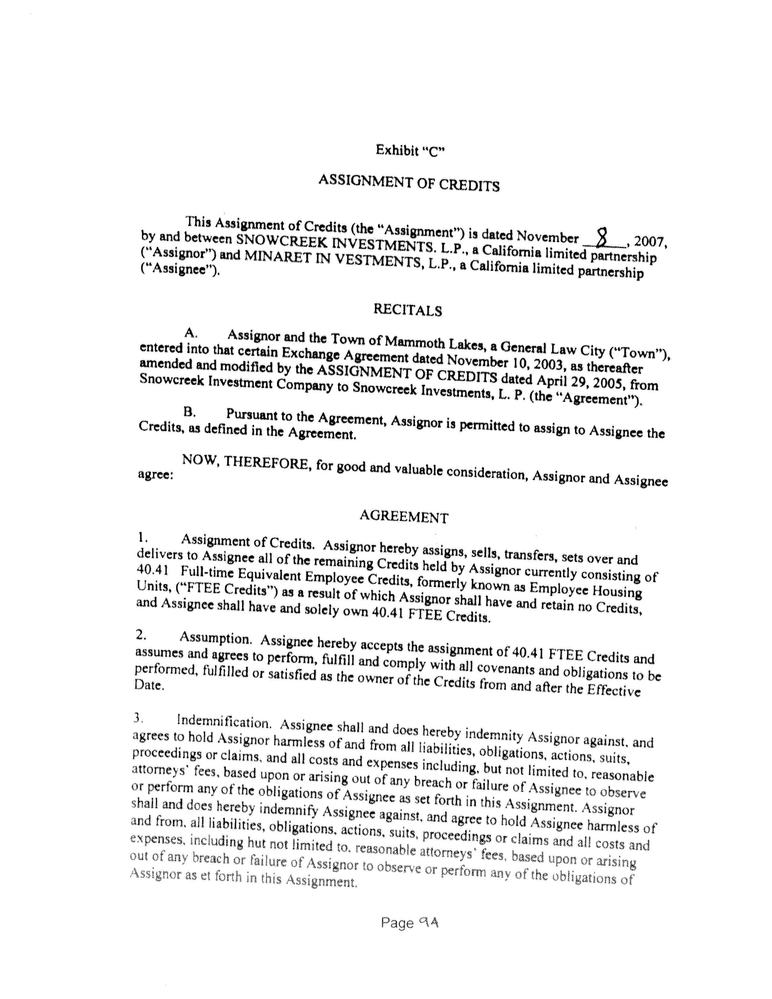 Exhibit “C”
ASSIGNMENT OF CREDITS
This Assignment of Credits (the “Assignment”) is dated November 8, 2007,
by and between SNOWCREEK INVESTMENTS. L.P., a California limited partnership
(“Assignor”) and MINARET IN VESTMENTS, L.P., a California limited partnership
(“Assignee”).
RECITALS
A. Assignor and the Town of Mammoth Lakes, a General Law City (“Town”),
entered into that certain Exchange Agreement dated November 10, 2003, as thereafter
amended and modified by the ASSIGNMENT OF CREDITS dated April 29, 2005, from
Snowcreek Investment Company to Snowcreek Investments, L. P. (the “Agreement”).
B. Pursuant to the Agreement, Assignor is permitted to assign to Assignee the
Credits, as defined in the Agreement.
NOW, THEREFORE, for good and valuable consideration, Assignor and Assignee
agree:
AGREEMENT
1. Assignment of Credits. Assignor hereby assigns, sells, transfers, sets over and
delivers to Assignee all of the remaining Credits held by Assignor currently consisting of
40.41 Full-time Equivalent Employee Credits, formerly known as Employee Housing
Units, (“FTEE Credits”) as a result of which Assignor shall have and retain no Credits,
and Assignee shall have and solely own 40.41 FTEE Credits.
2. Assumption. Assignee hereby accepts the assignment of 40.41 FTEE Credits and
assumes and agrees to perform, fulfill and comply with all covenants and obligations to be
performed, fulfilled or satisfied as the owner of the Credits from and after the Effective
Date.
3. Indemnification. Assignee shall and does hereby indemnity Assignor against, and
agrees to hold Assignor harmless of and from all liabilities, obligations, actions, suits,
proceedings or claims, and all costs and expenses including, but not limited to, reasonable
attorneys’ fees, based upon or arising out of any breach or failure of Assignee to observe
or perform any of the obligations of Assignee as set forth in this Assignment. Assignor
shall and does hereby indemnify Assignee against, and agree to hold Assignee harmless of
and from, all liabilities, obligations, actions, suits, proceedings or claims and all costs and
expenses, including hut not limited to, reasonable attorneys’ fees, based upon or arising
out of any breach or failure of Assignor to observe or perform any of the obligations of
Assignor as et forth in this Assignment.
Page 9A